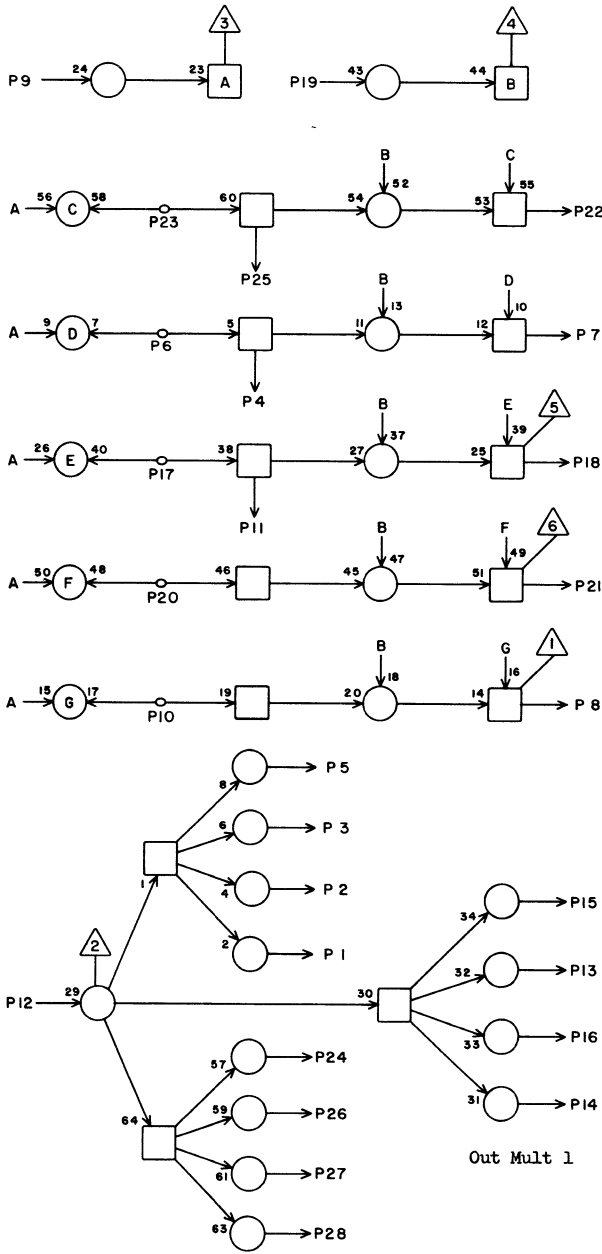 3 4
P9 24 23 A P19 43 44 B
B C
A 56 C 58 P23 60 54 52 53 55 P22
P25
B D
A 9 D 7 P6 5 11 13 12 10 P7
P4
B E 5
A 26 E 40 P17 38 27 37 25 39 P18
P11
B F 6
A 50 F 48 P20 46 45 47 51 49 P21
B G 1
A 15 G 17 P10 19 20 18 14 16 P8
8 P5
6 P3
1 4 P2
2 P1
34 P15
2
P12 29 30 32 P13
33 P16
57 P24
31 P14
59 P26
64
61 P27
Out Mult 1
63 P28